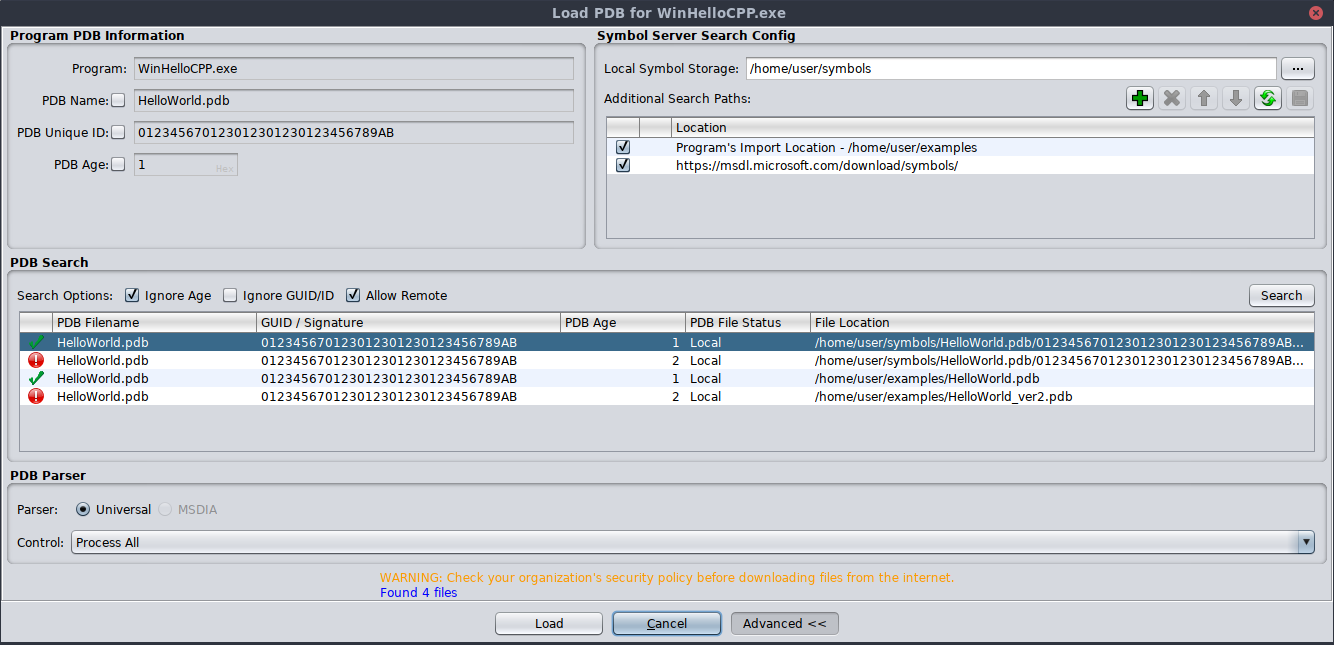 Load PDB for WinHelloCPP.exe
Program PDB Information
Program: WinHelloCPP.exe
PDB Name: HelloWorld.pdb
PDB Unique ID: 0123456701230123012301230123456789AB
PDB Age: 1 Hex
Symbol Server Search Config
Local Symbol Storage: /home/user/symbols ...
Additional Search Paths:
Location
Program's Import Location - /home/user/examples
https://msdl.microsoft.com/download/symbols/
PDB Search
Search Options: Ignore Age Ignore GUID/ID Allow Remote Search
PDB Filename GUID / Signature PDB Age PDB File Status File Location
HelloWorld.pdb 0123456701230123012301230123456789AB 1 Local /home/user/symbols/HelloWorld.pdb/0123456701230123012301230123456789AB...
HelloWorld.pdb 0123456701230123012301230123456789AB 2 Local /home/user/symbols/HelloWorld.pdb/0123456701230123012301230123456789AB...
HelloWorld.pdb 0123456701230123012301230123456789AB 1 Local /home/user/examples/HelloWorld.pdb
HelloWorld.pdb 0123456701230123012301230123456789AB 2 Local /home/user/examples/HelloWorld_ver2.pdb
PDB Parser
Parser: Universal MSDIA
Control: Process All
WARNING: Check your organization's security policy before downloading files from the internet.
Found 4 files
Load Cancel Advanced <<